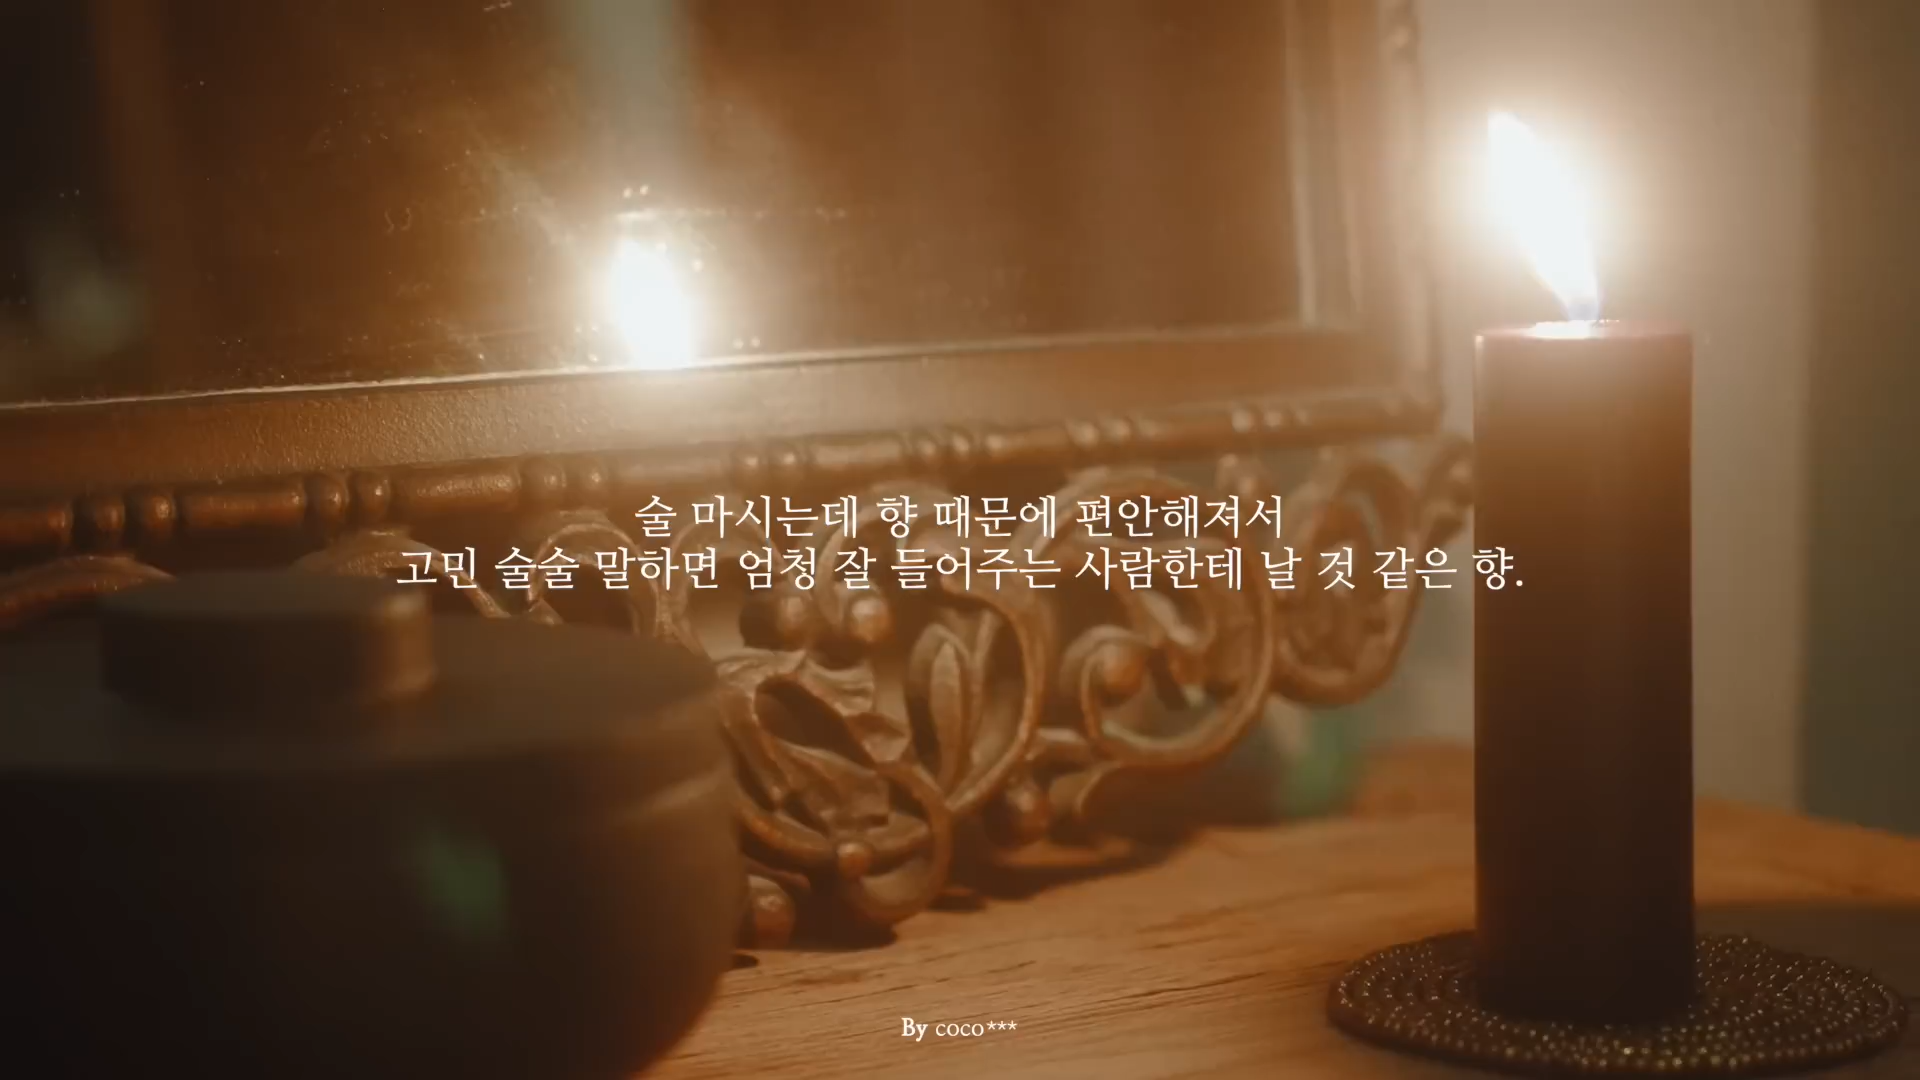 술 마시는데 향 때문에 편안해져서
고민 술술 말하면 엄청 잘 들어주는 사람한테 날 것 같은 향.
By coco***